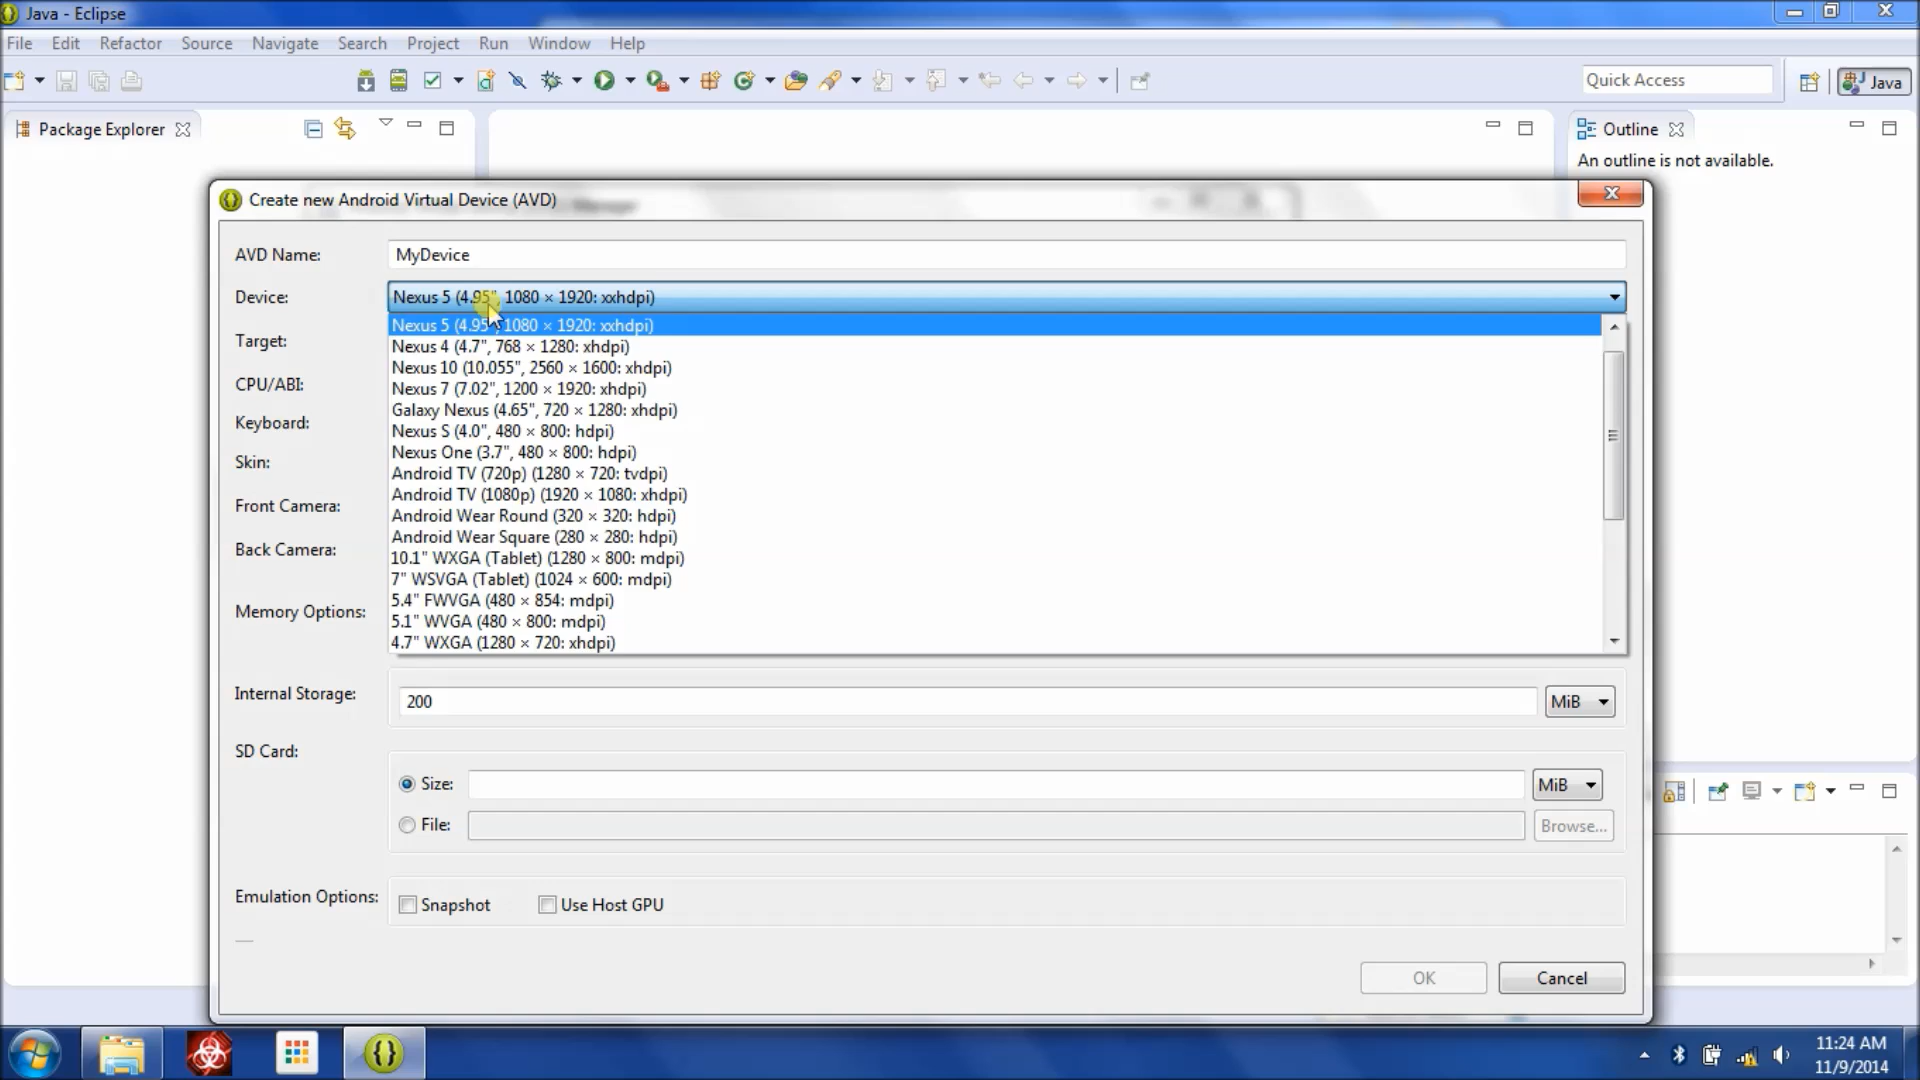 Java - Eclipse
File Edit Refactor Source Navigate Search Project Run Window Help
Quick Access
Java
Package Explorer
Outline
An outline is not available.
Create new Android Virtual Device (AVD)
AVD Name: MyDevice
Device: Nexus 5 (4.95", 1080 × 1920: xxhdpi)
Nexus 5 (4.95", 1080 × 1920: xxhdpi)
Target:
Nexus 4 (4.7", 768 × 1280: xhdpi)
Nexus 10 (10.055", 2560 × 1600: xhdpi)
CPU/ABI:
Nexus 7 (7.02", 1200 × 1920: xhdpi)
Galaxy Nexus (4.65", 720 × 1280: xhdpi)
Keyboard:
Nexus S (4.0", 480 × 800: hdpi)
Nexus One (3.7", 480 × 800: hdpi)
Skin:
Android TV (720p) (1280 × 720: tvdpi)
Android TV (1080p) (1920 × 1080: xhdpi)
Front Camera:
Android Wear Round (320 × 320: hdpi)
Android Wear Square (280 × 280: hdpi)
Back Camera:
10.1" WXGA (Tablet) (1280 × 800: mdpi)
7" WSVGA (Tablet) (1024 × 600: mdpi)
5.4" FWVGA (480 × 854: mdpi)
Memory Options:
5.1" WVGA (480 × 800: mdpi)
4.7" WXGA (1280 × 720: xhdpi)
Internal Storage: 200 MiB
SD Card:
Size: MiB
File: Browse...
Emulation Options: Snapshot Use Host GPU
OK Cancel
11:24 AM
11/9/2014